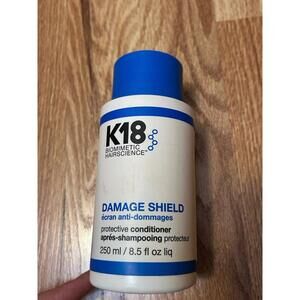 K18
BIOMIMETIC
HAIRSCIENCE™
DAMAGE SHIELD
écran anti-dommages
protective conditioner
après-shampooing protecteur
250 ml / 8.5 fl oz liq